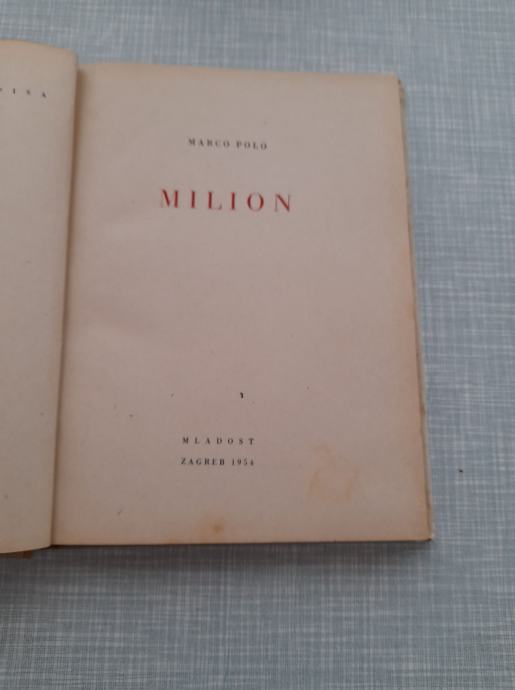 MARCO POLO
MILION
MLADOST
ZAGREB 1954